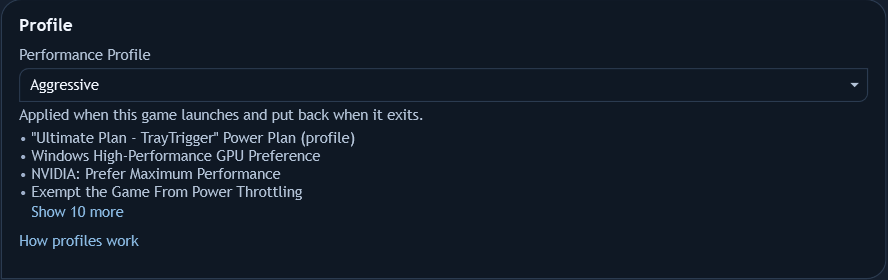 Profile
Performance Profile
Aggressive
Applied when this game launches and put back when it exits.
• "Ultimate Plan - TrayTrigger" Power Plan (profile)
• Windows High-Performance GPU Preference
• NVIDIA: Prefer Maximum Performance
• Exempt the Game From Power Throttling
Show 10 more
How profiles work